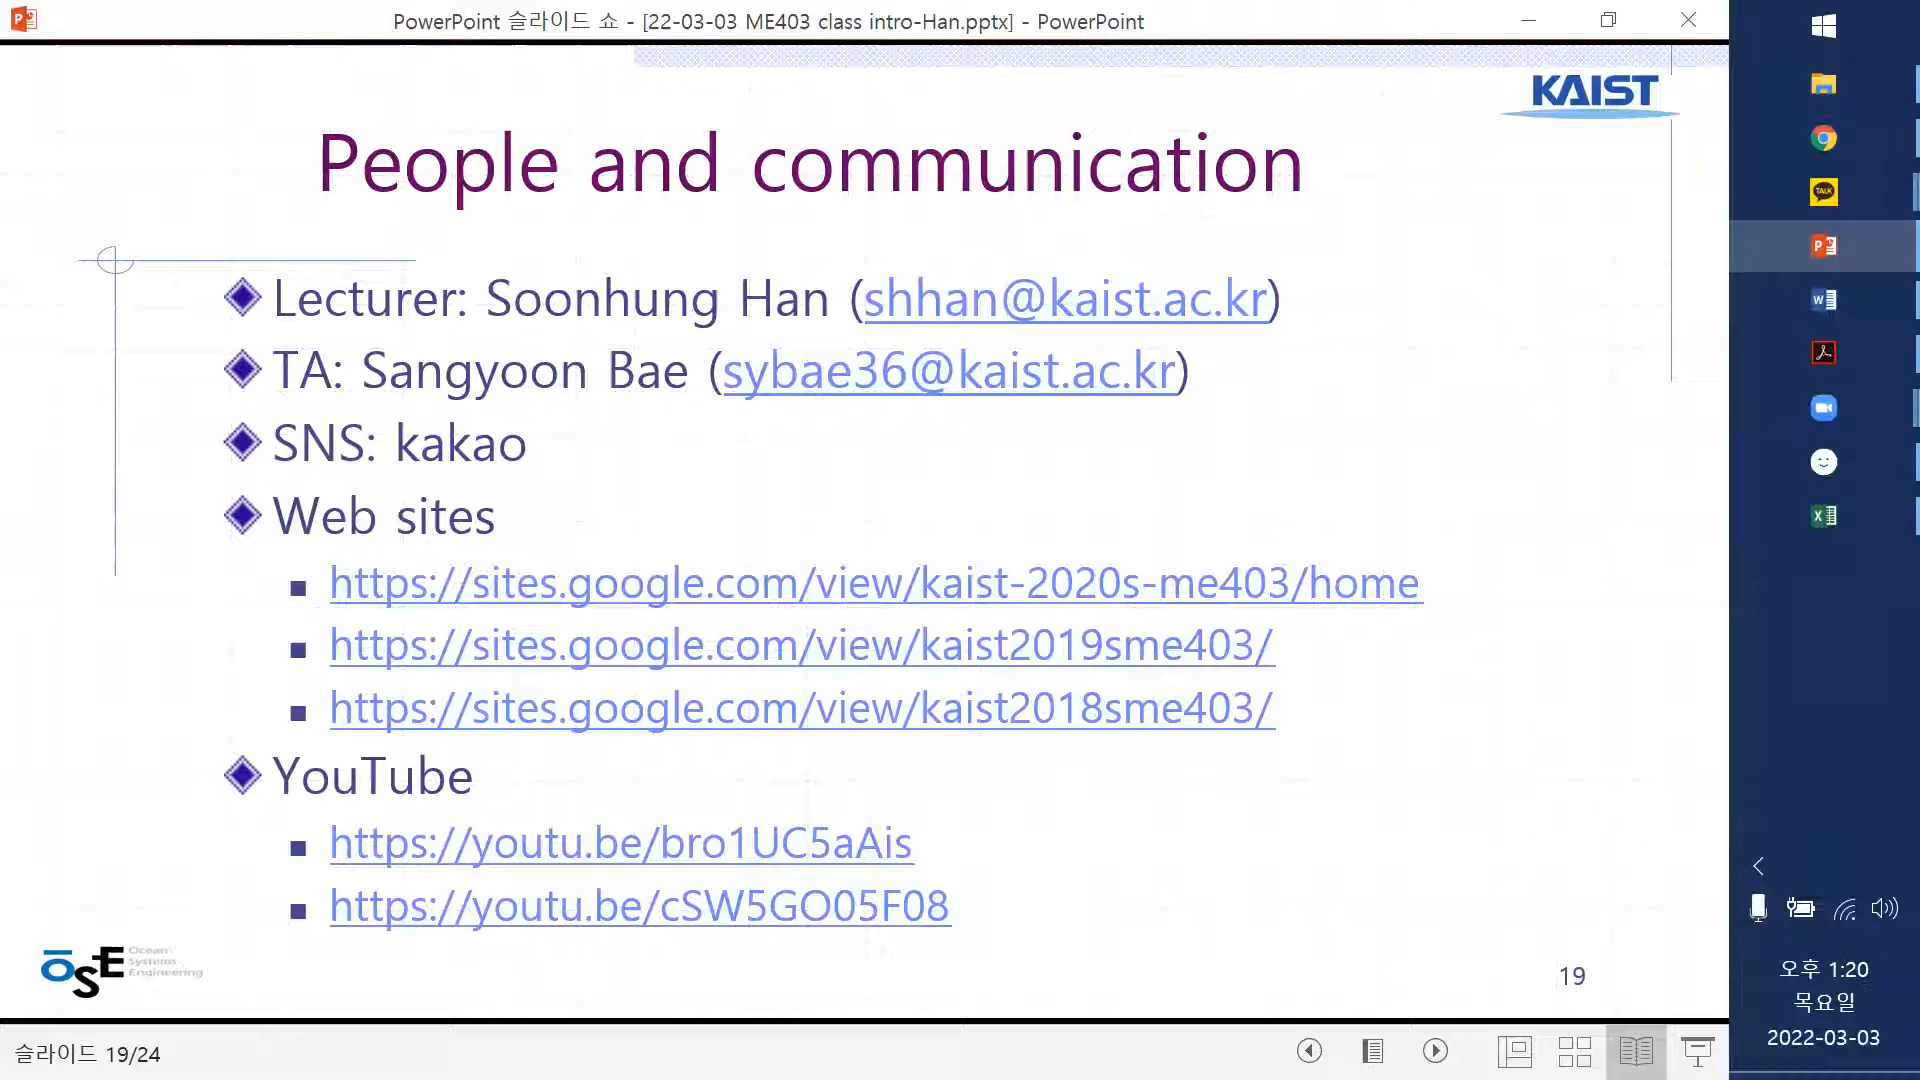 PowerPoint 슬라이드 쇼 - [22-03-03 ME403 class intro-Han.pptx] - PowerPoint
KAIST
People and communication
Lecturer: Soonhung Han (shhan@kaist.ac.kr)
TA: Sangyoon Bae (sybae36@kaist.ac.kr)
SNS: kakao
Web sites
https://sites.google.com/view/kaist-2020s-me403/home
https://sites.google.com/view/kaist2019sme403/
https://sites.google.com/view/kaist2018sme403/
YouTube
https://youtu.be/bro1UC5aAis
https://youtu.be/cSW5GO05F08
OSE Ocean
Systems
Engineering
19
슬라이드 19/24
TALK
오후 1:20
목요일
2022-03-03